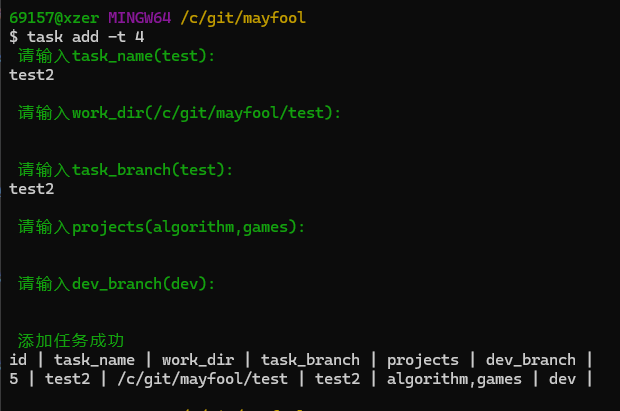 69157@xzer MINGW64 /c/git/mayfool
$ task add -t 4
请输入task_name(test):
test2
请输入work_dir(/c/git/mayfool/test):
请输入task_branch(test):
test2
请输入projects(algorithm,games):
请输入dev_branch(dev):
添加任务成功
id | task_name | work_dir | task_branch | projects | dev_branch |
5 | test2 | /c/git/mayfool/test | test2 | algorithm,games | dev |